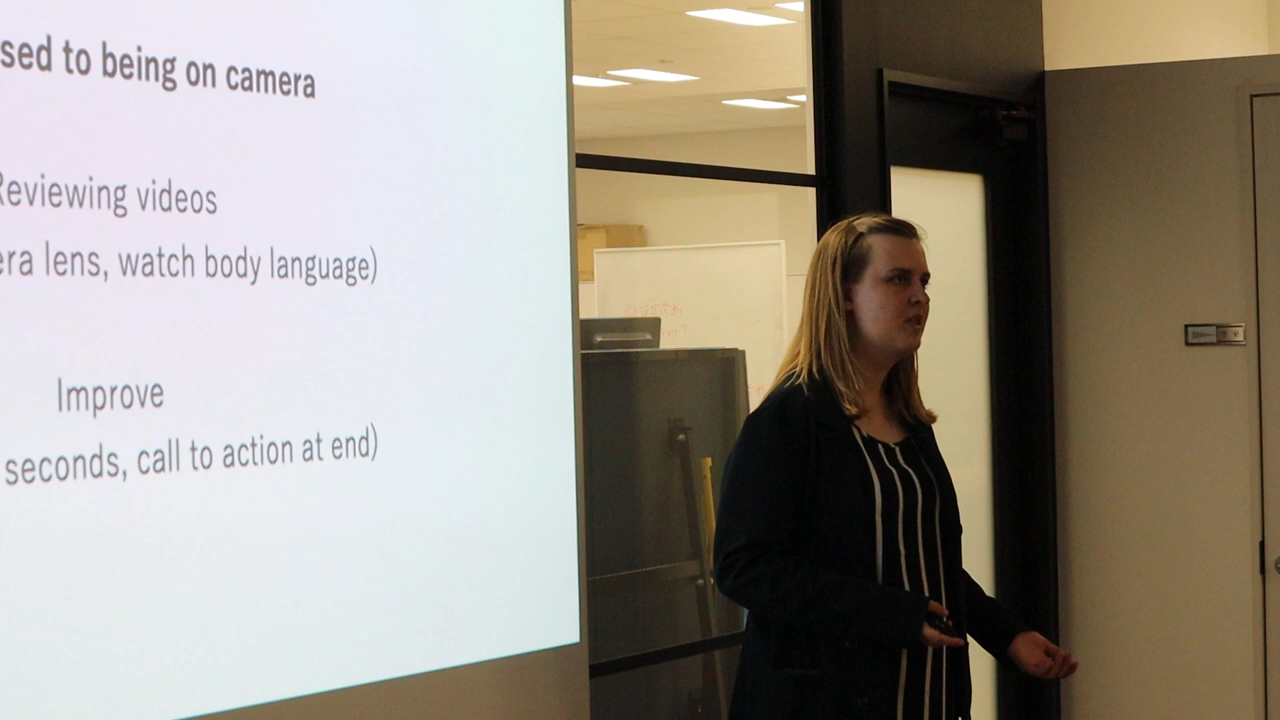 sed to being on camera
Reviewing videos
era lens, watch body language)
Improve
seconds, call to action at end)